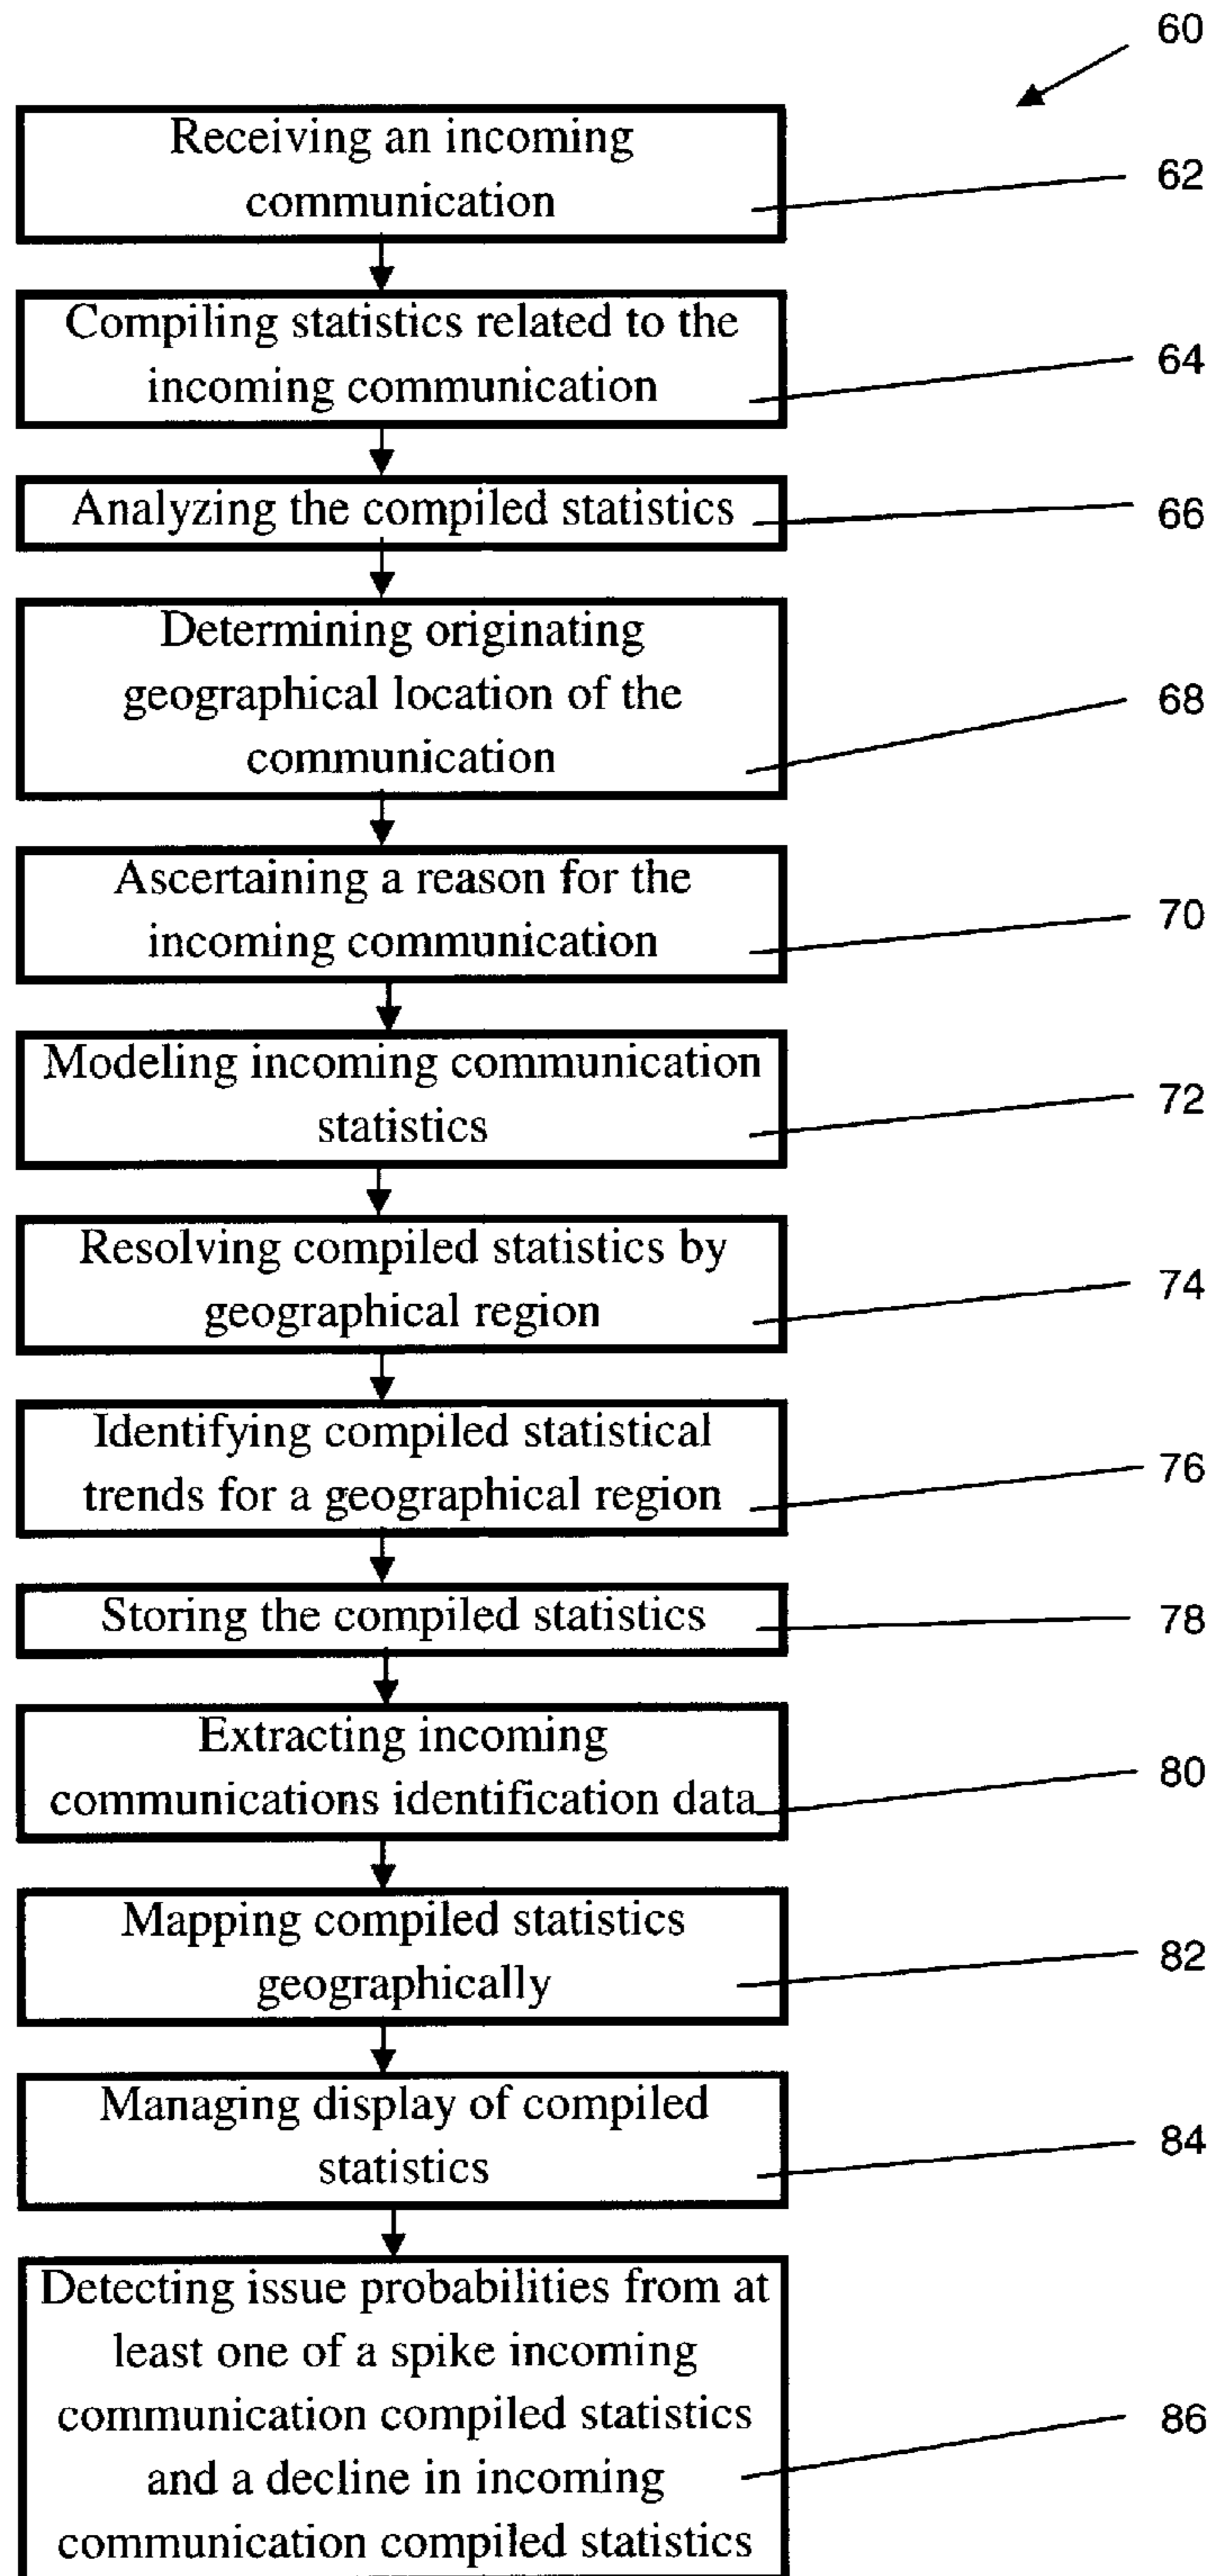 60
Receiving an incoming
communication
62
Compiling statistics related to the
incoming communication
64
Analyzing the compiled statistics
66
Determining originating
geographical location of the
communication
68
Ascertaining a reason for the
incoming communication
70
Modeling incoming communication
statistics
72
Resolving compiled statistics by
geographical region
74
Identifying compiled statistical
trends for a geographical region
76
Storing the compiled statistics
78
Extracting incoming
communications identification data
80
Mapping compiled statistics
geographically
82
Managing display of compiled
statistics
84
Detecting issue probabilities from at
least one of a spike incoming
communication compiled statistics
and a decline in incoming
communication compiled statistics
86